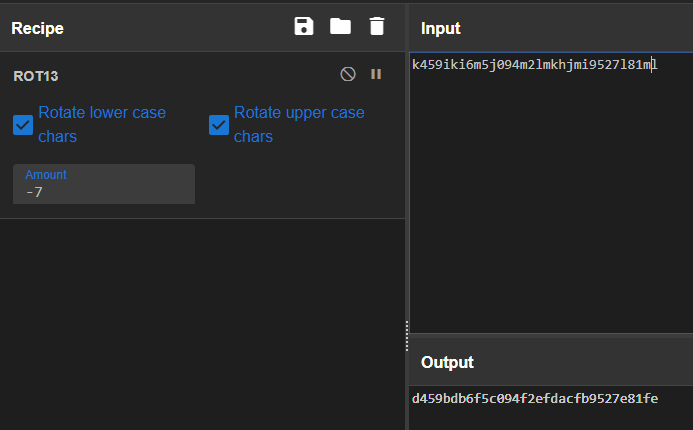 Recipe
ROT13
Rotate lower case
chars
Rotate upper case
chars
Amount
-7
Input
k459iki6m5j094m2lmkhjmi9527l81ml
Output
d459bdb6f5c094f2efdacfb9527e81fe